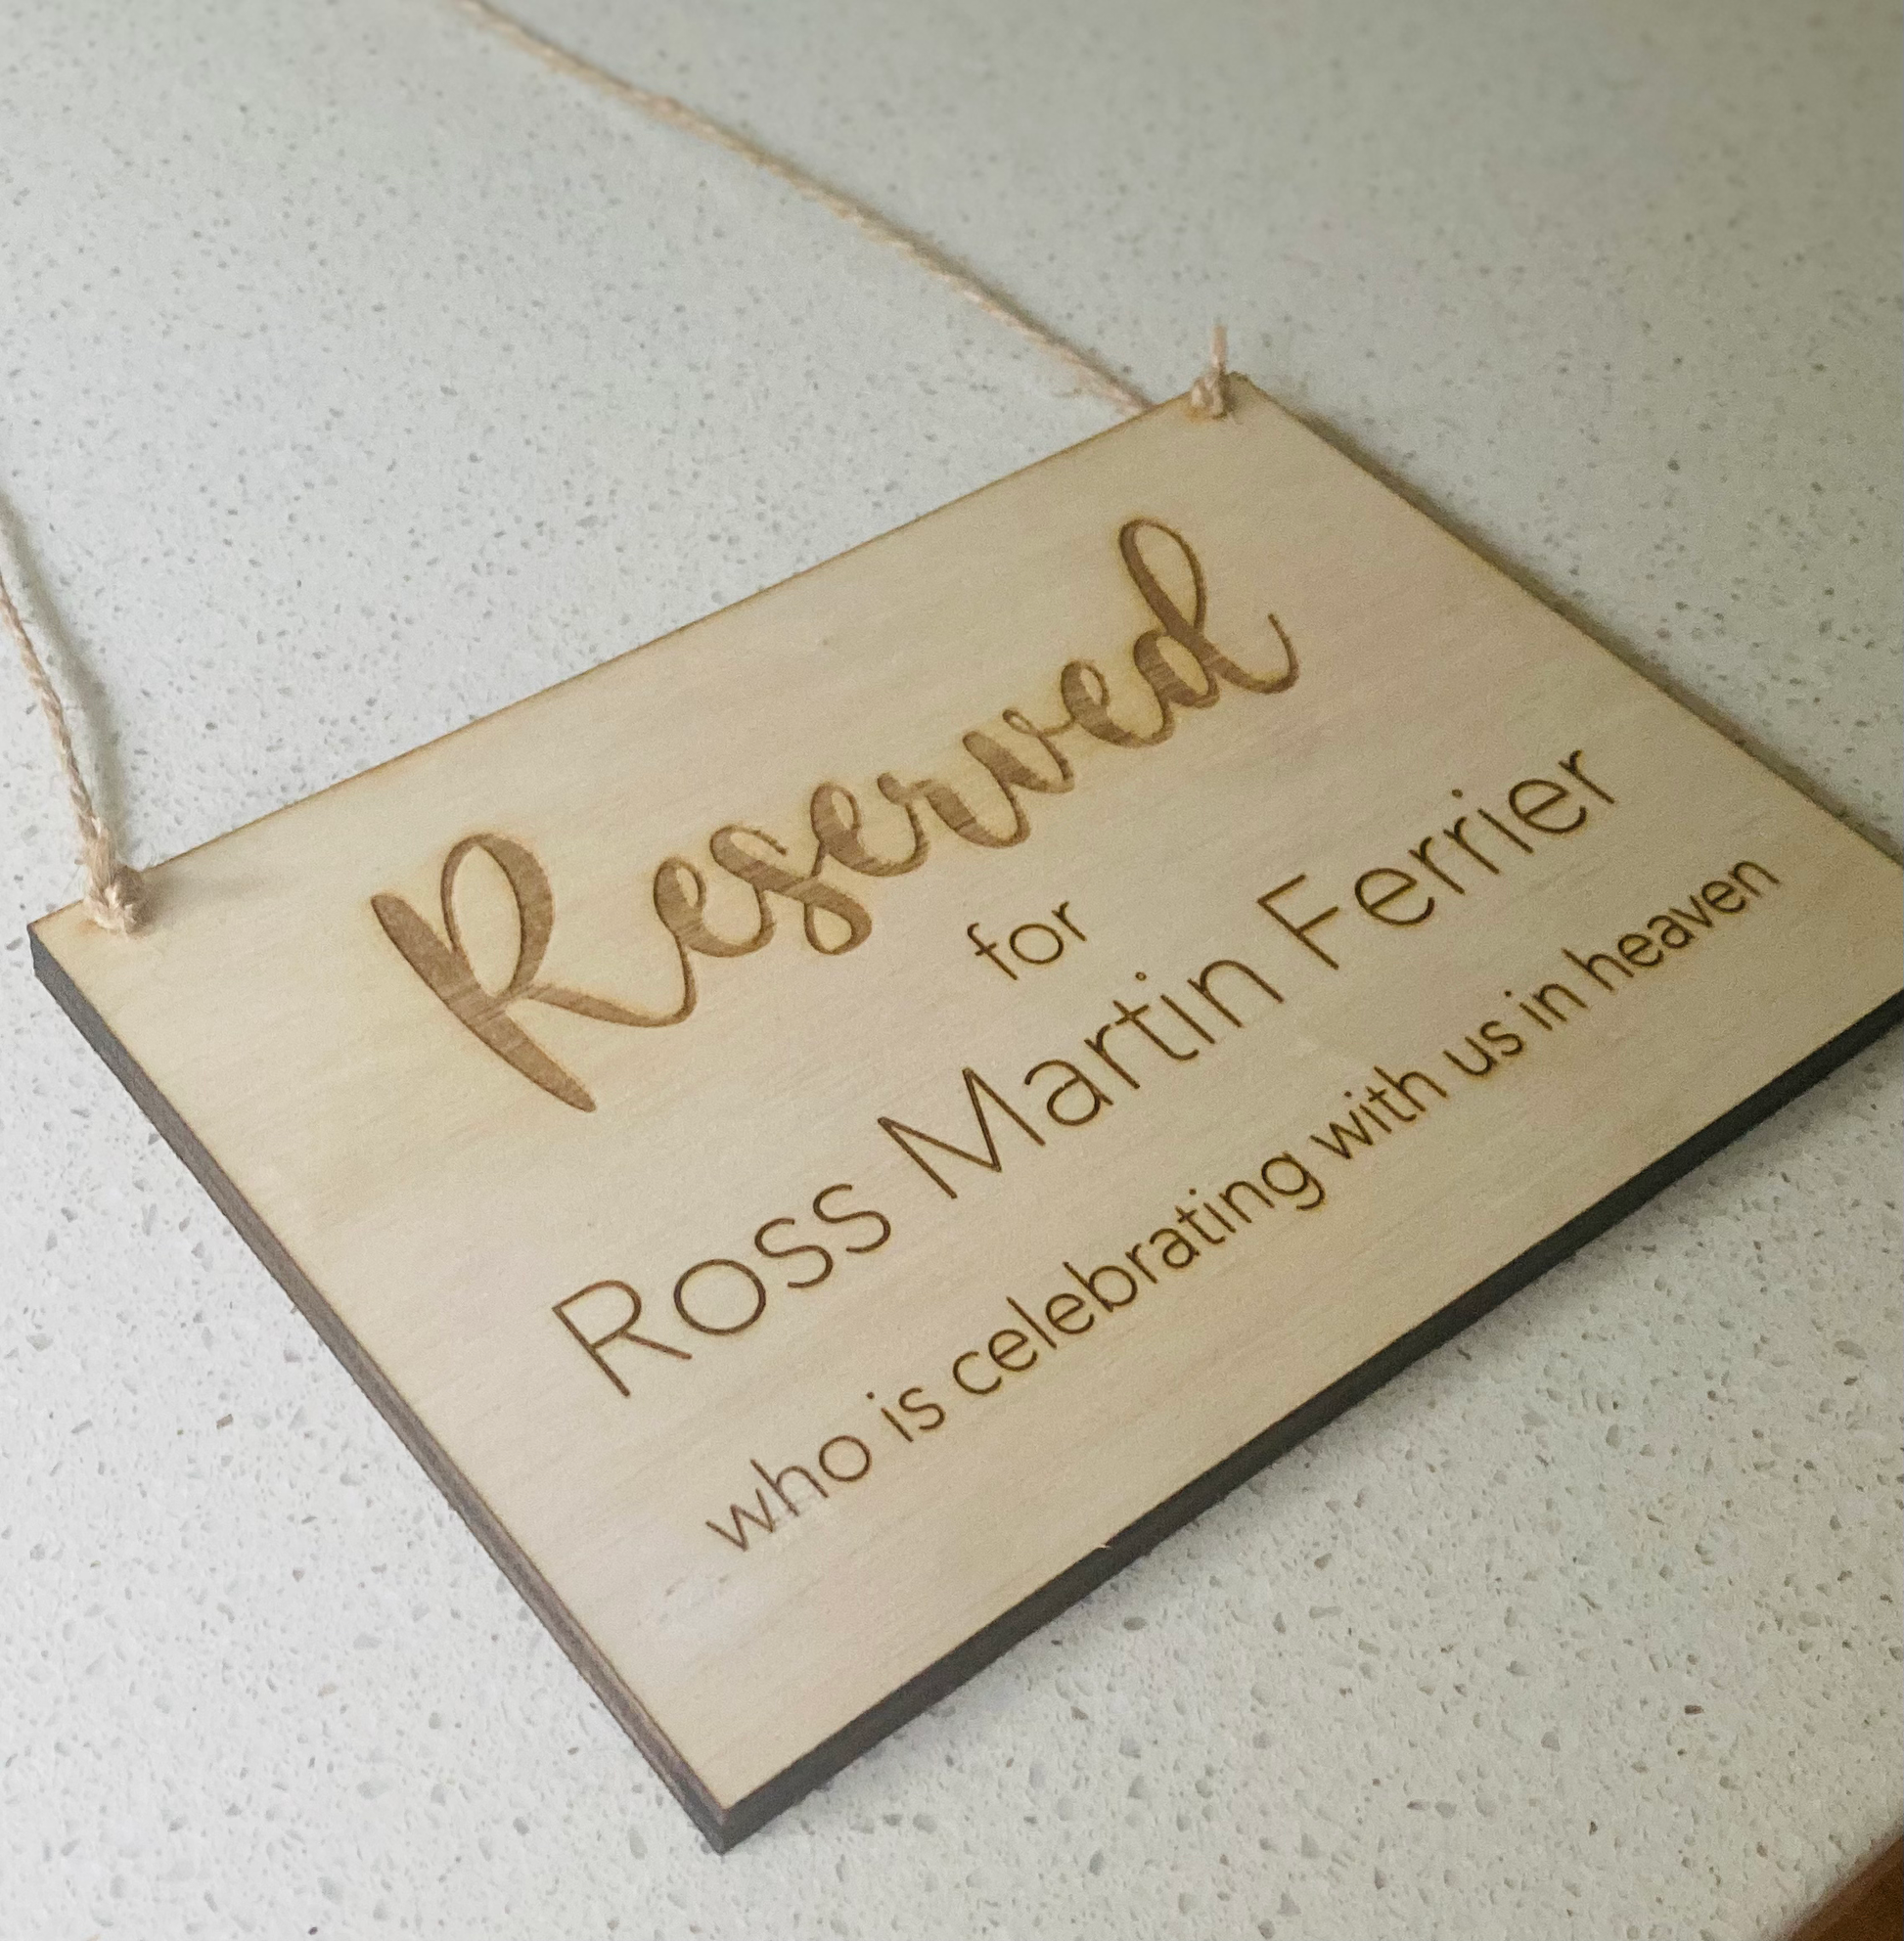 Reserved
for
Ross Martin Ferrier
who is celebrating with us in heaven